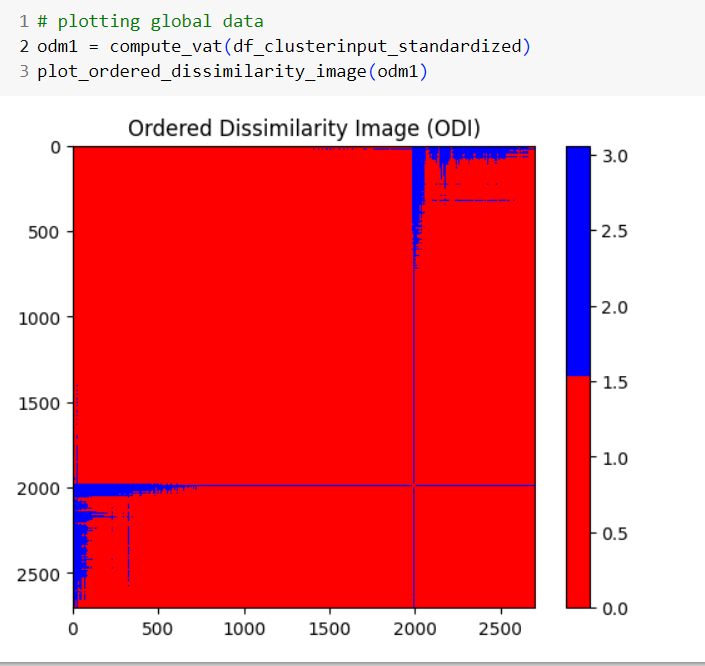 1 # plotting global data
2 odm1 = compute_vat(df_clusterinput_standardized)
3 plot_ordered_dissimilarity_image(odm1)
Ordered Dissimilarity Image (ODI)
0
500
1000
1500
2000
2500
0 500 1000 1500 2000 2500
3.0
2.5
2.0
1.5
1.0
0.5
0.0